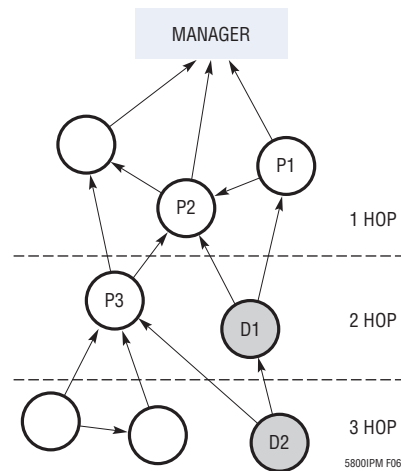 MANAGER
P1
P2
1 HOP
P3
D1
2 HOP
D2
3 HOP
5800IPM F06